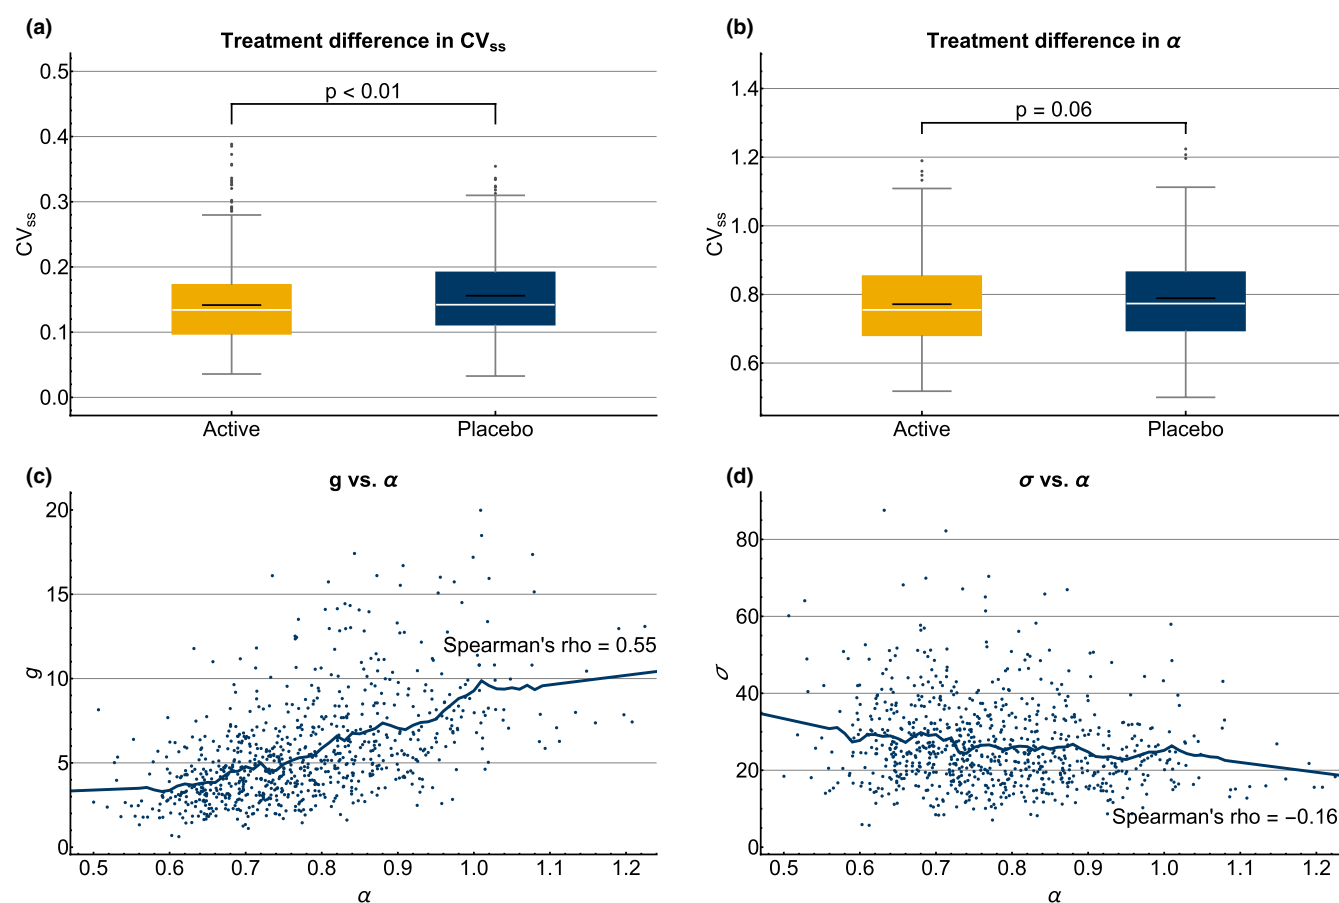 (a)
Treatment difference in CVss
p < 0.01
0.5
0.4
0.3
0.2
0.1
0.0
CVss
Active Placebo
(b)
Treatment difference in α
p = 0.06
1.4
1.2
1.0
0.8
0.6
CVss
Active Placebo
(c)
g vs. α
20
15
10
5
0
g
Spearman's rho = 0.55
0.5 0.6 0.7 0.8 0.9 1.0 1.1 1.2
α
(d)
σ vs. α
80
60
40
20
0
σ
Spearman's rho = −0.16
0.5 0.6 0.7 0.8 0.9 1.0 1.1 1.2
α